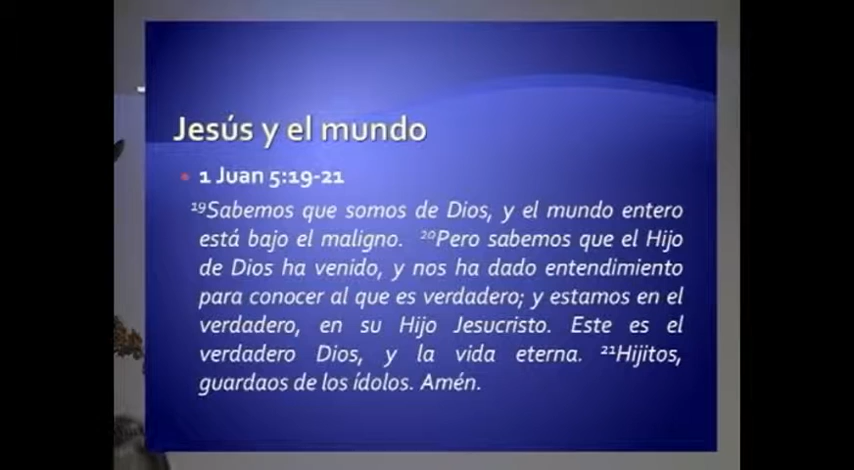 Jesús y el mundo
• 1 Juan 5:19-21
¹⁹Sabemos que somos de Dios, y el mundo entero
está bajo el maligno. ²⁰Pero sabemos que el Hijo
de Dios ha venido, y nos ha dado entendimiento
para conocer al que es verdadero; y estamos en el
verdadero, en su Hijo Jesucristo. Este es el
verdadero Dios, y la vida eterna. ²¹Hijitos,
guardaos de los ídolos. Amén.